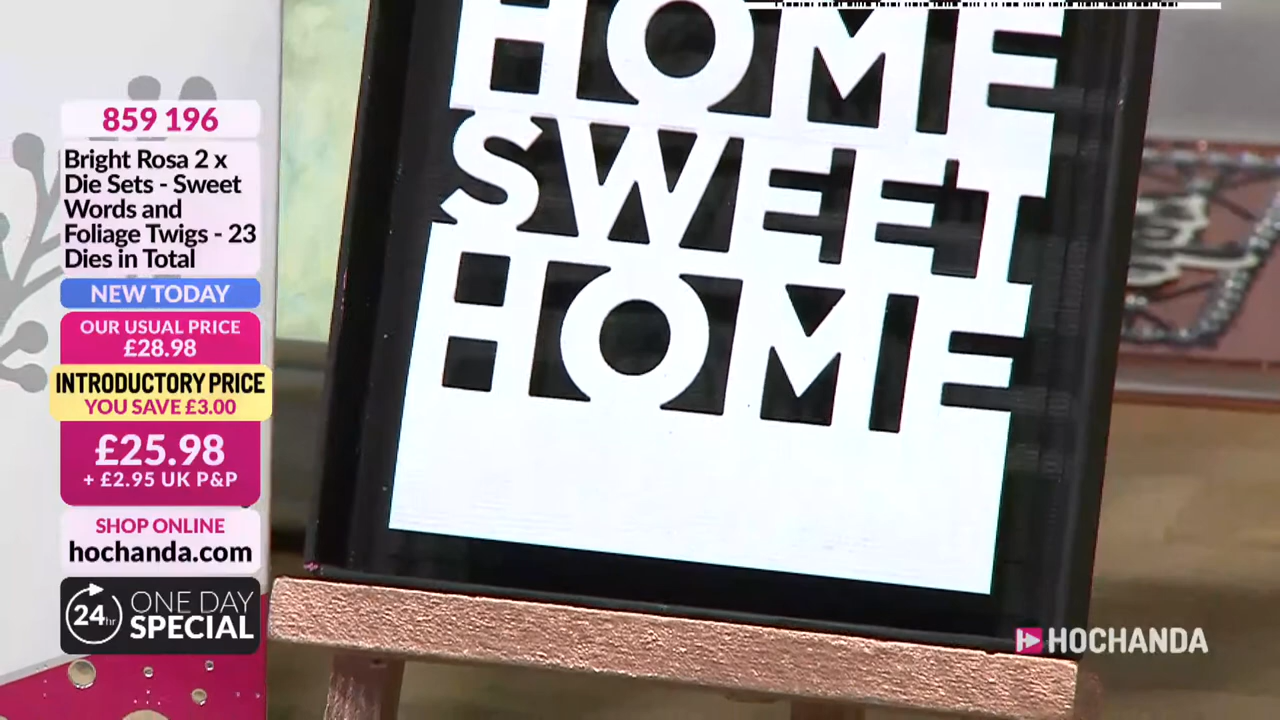 859 196
Bright Rosa 2 x
Die Sets - Sweet
Words and
Foliage Twigs - 23
Dies in Total
NEW TODAY
OUR USUAL PRICE
£28.98
INTRODUCTORY PRICE
YOU SAVE £3.00
£25.98
+ £2.95 UK P&P
SHOP ONLINE
hochanda.com
24hr ONE DAY
SPECIAL
HOME
SWEET
HOME
HOCHANDA